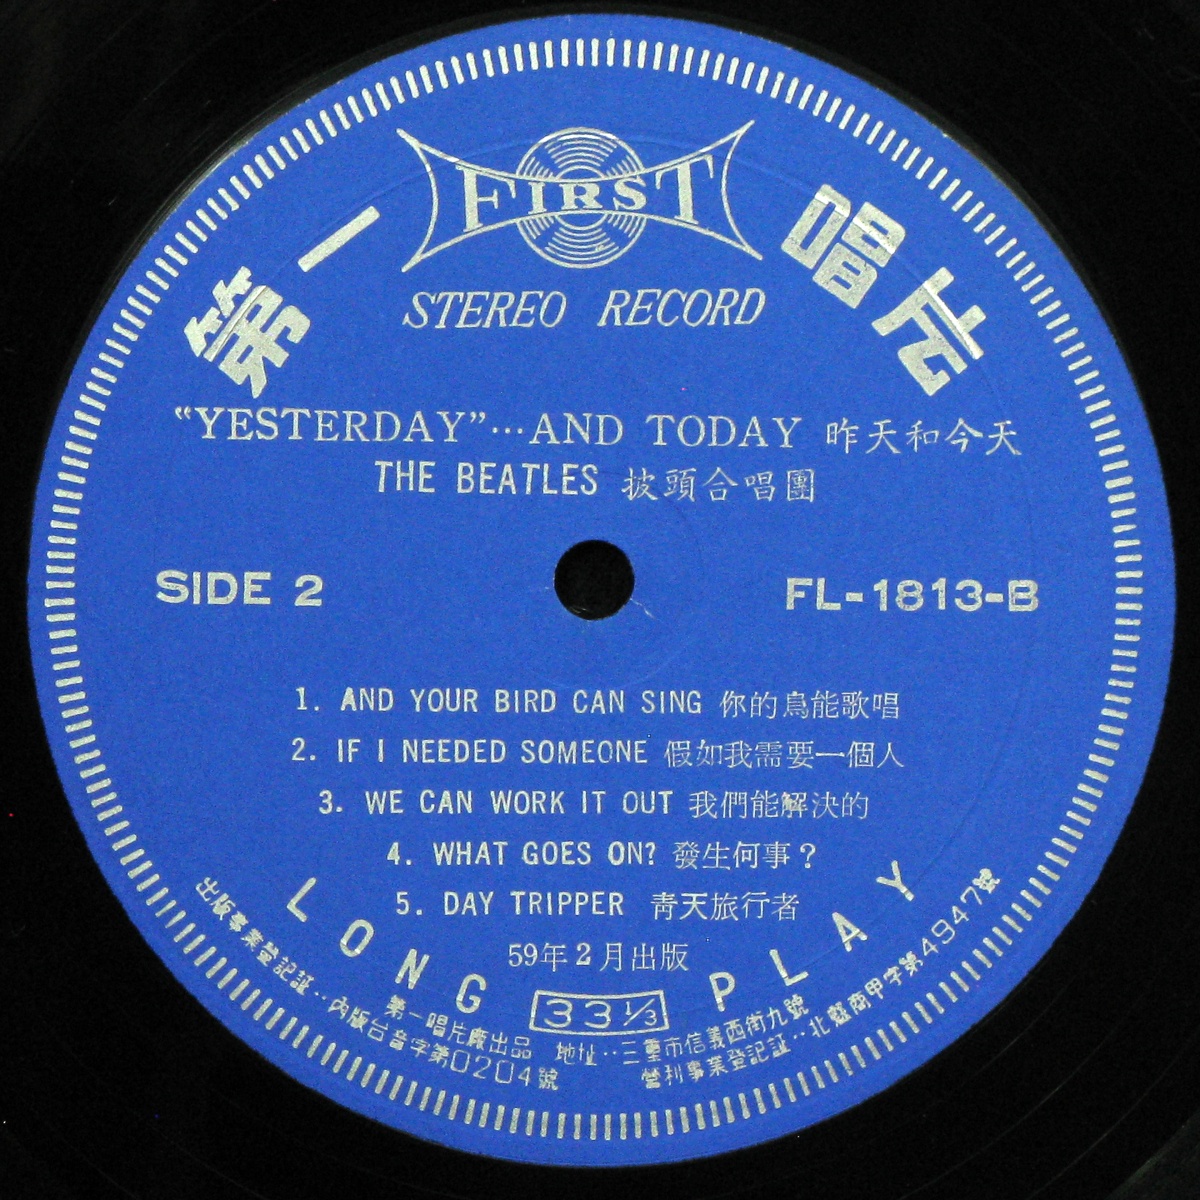 FIRST
第一唱片
STEREO RECORD
“YESTERDAY”…AND TODAY 昨天和今天
THE BEATLES 披頭合唱團
SIDE 2
FL-1813-B
1. AND YOUR BIRD CAN SING 你的鳥能歌唱
2. IF I NEEDED SOMEONE 假如我需要一個人
3. WE CAN WORK IT OUT 我們能解決的
4. WHAT GOES ON? 發生何事？
5. DAY TRIPPER 青天旅行者
59年2月出版
LONG PLAY
33 1/3
第一唱片廠出品 地址‥三重市信義西街九號
出版事業登記証‥內版台音字第0204號
營利事業登記証‥北縣商甲字第4947號